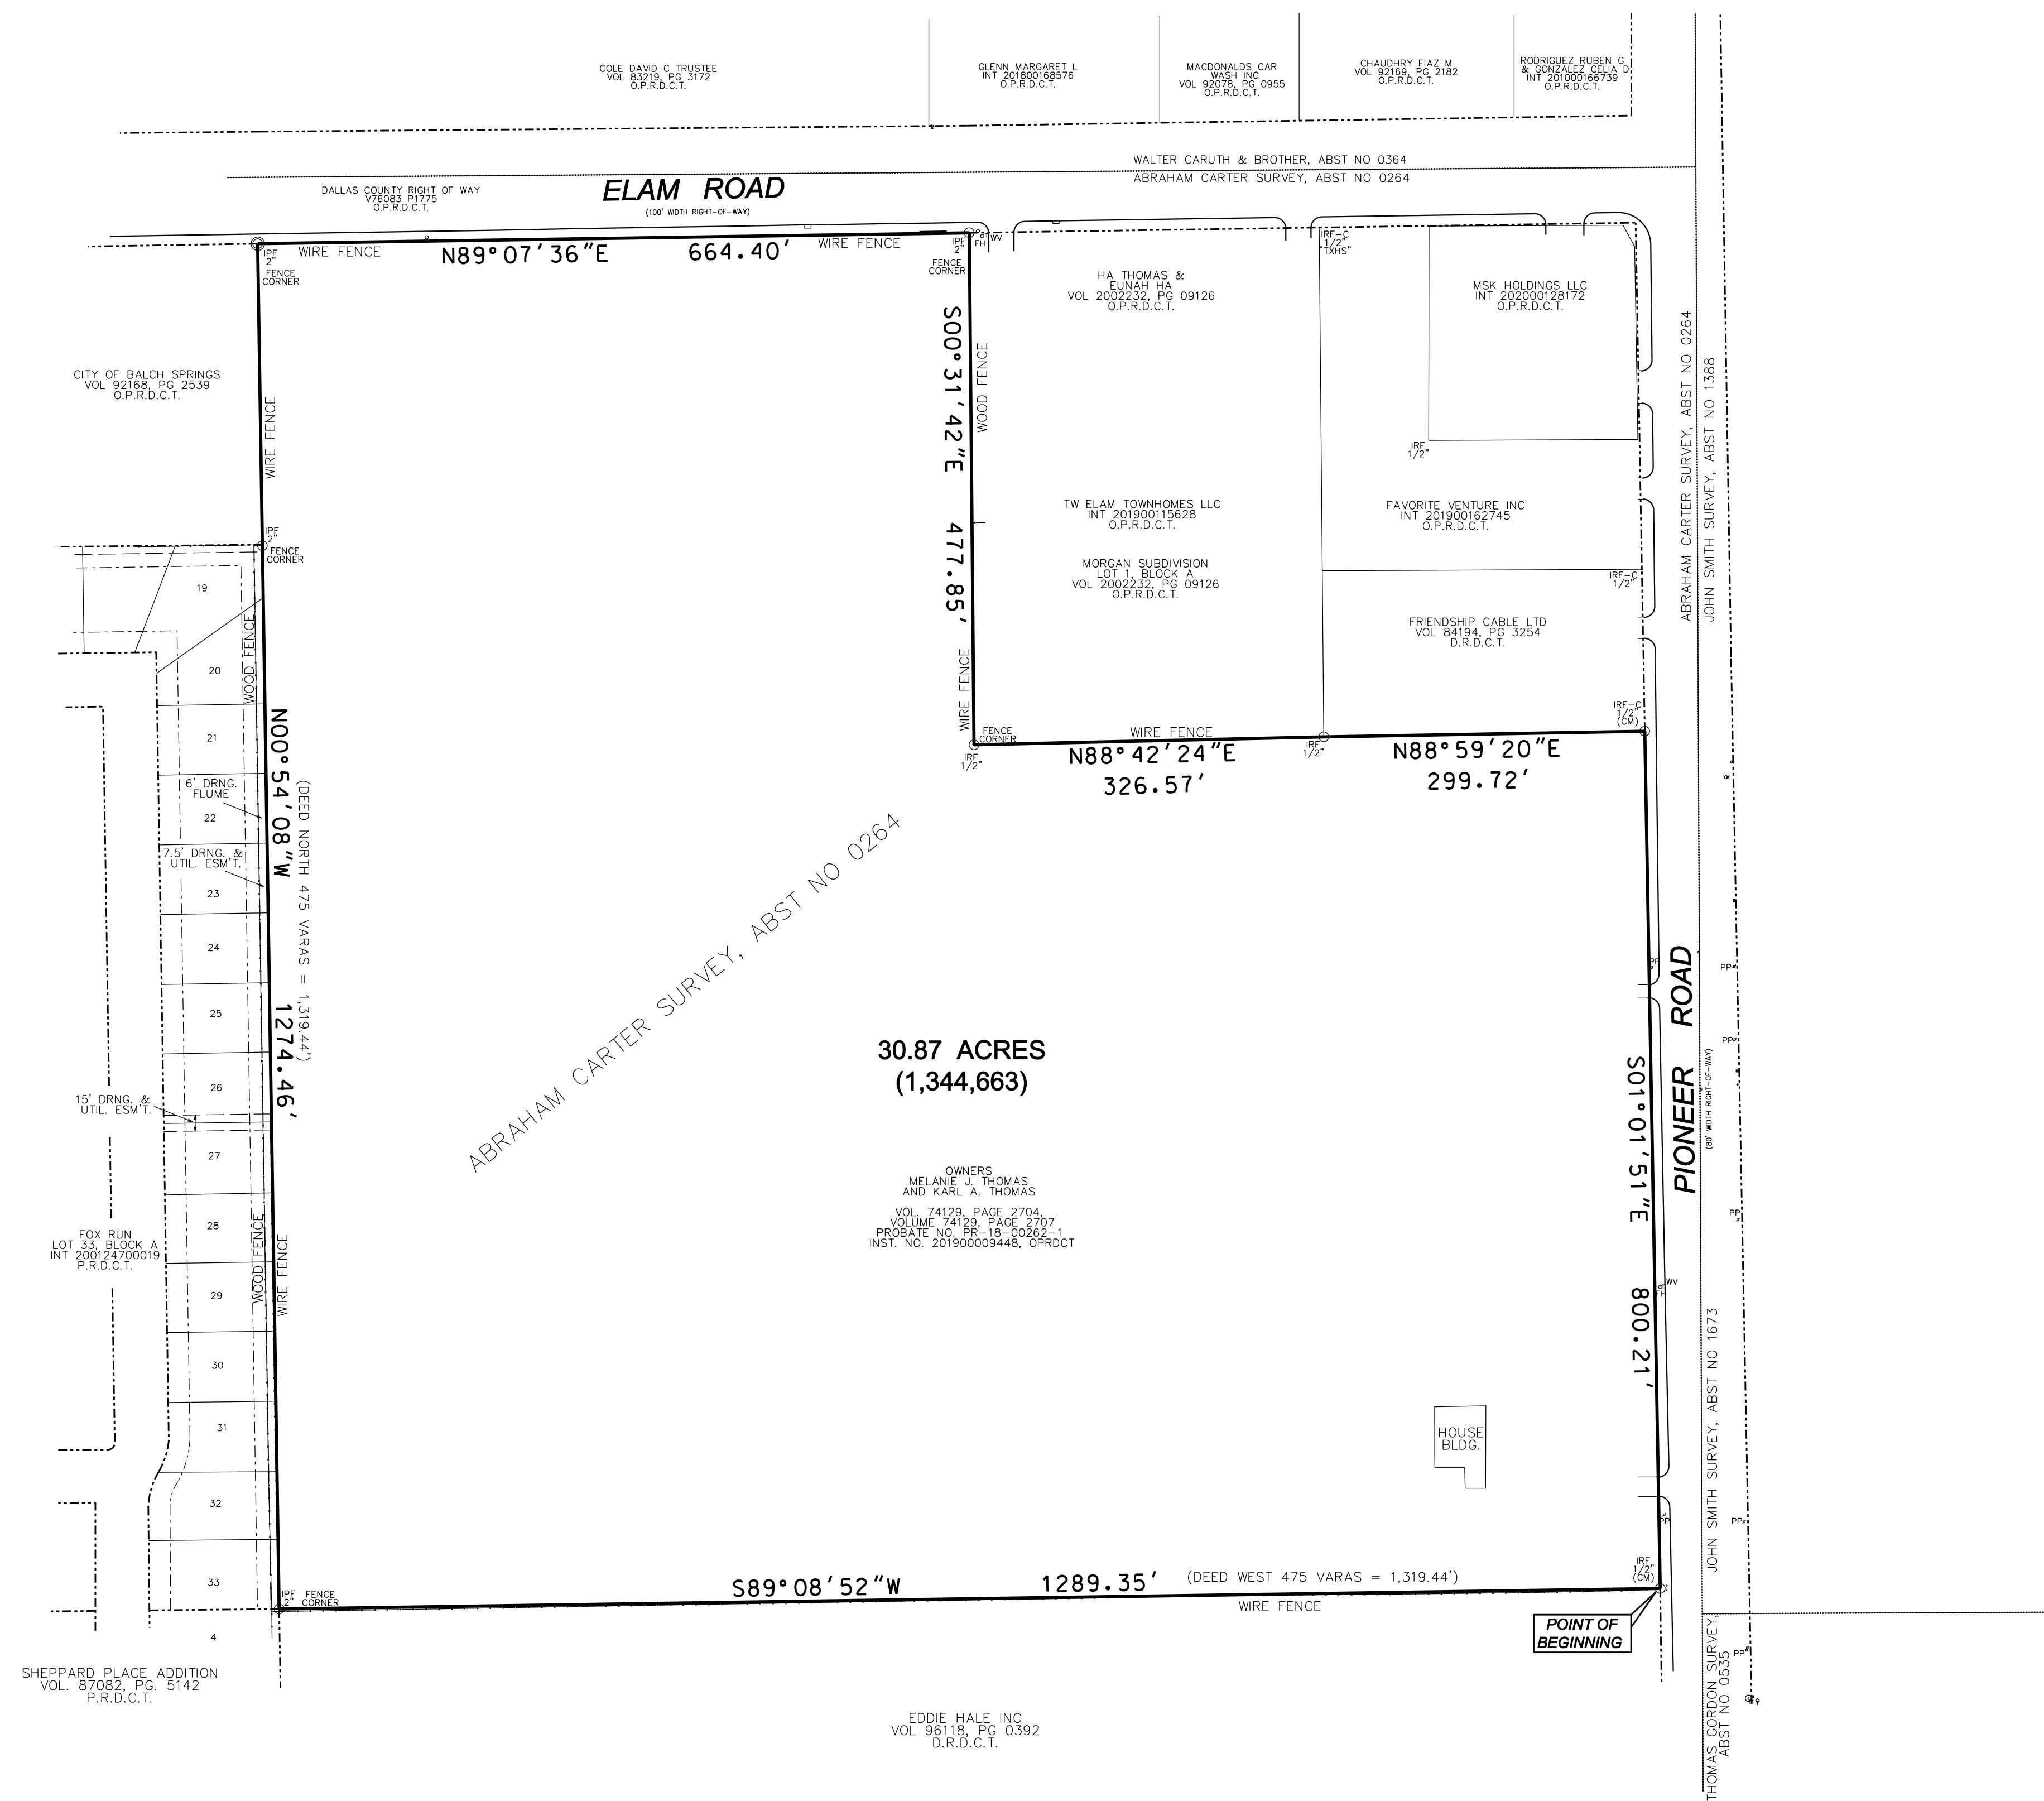 COLE DAVID C TRUSTEE
VOL 83219, PG 3172
O.P.R.D.C.T.
GLENN MARGARET L
INT 201800168576
O.P.R.D.C.T.
MACDONALDS CAR
WASH INC
VOL 92078, PG 0955
O.P.R.D.C.T.
CHAUDHRY FIAZ M
VOL 92169, PG 2182
O.P.R.D.C.T.
RODRIGUEZ RUBEN G
& GONZALEZ CELIA D
INT 201000166739
O.P.R.D.C.T.
WALTER CARUTH & BROTHER, ABST NO 0364
ABRAHAM CARTER SURVEY, ABST NO 0264
DALLAS COUNTY RIGHT OF WAY
V76083 P1775
O.P.R.D.C.T.
ELAM ROAD
(100' WIDTH RIGHT-OF-WAY)
IPF
2"
FENCE
CORNER
WIRE FENCE
N89°07'36"E 664.40'
WIRE FENCE
IPF
2"
FENCE
CORNER
FH
WV
IRF-C
1/2"
"TXHS"
HA THOMAS &
EUNAH HA
VOL 2002232, PG 09126
O.P.R.D.C.T.
MSK HOLDINGS LLC
INT 202000128172
O.P.R.D.C.T.
S00°31'42"E 477.85'
WOOD FENCE
WIRE FENCE
CITY OF BALCH SPRINGS
VOL 92168, PG 2539
O.P.R.D.C.T.
WIRE FENCE
IRF
1/2"
ABRAHAM CARTER SURVEY, ABST NO 0264
JOHN SMITH SURVEY, ABST NO 1388
TW ELAM TOWNHOMES LLC
INT 201900115628
O.P.R.D.C.T.
MORGAN SUBDIVISION
LOT 1, BLOCK A
VOL 2002232, PG 09126
O.P.R.D.C.T.
FAVORITE VENTURE INC
INT 201900162745
O.P.R.D.C.T.
IRF-C
1/2"
FRIENDSHIP CABLE LTD
VOL 84194, PG 3254
D.R.D.C.T.
IPF
2"
FENCE
CORNER
19
WOOD FENCE
20
21
6' DRNG.
FLUME
22
7.5' DRNG. &
UTIL. ESM'T.
23
24
25
26
15' DRNG. &
UTIL. ESM'T.
27
28
29
30
31
32
33
4
N00°54'08"W 1274.46'
(DEED NORTH 475 VARAS = 1,319.44')
WOOD FENCE
WIRE FENCE
FENCE
CORNER
IRF
1/2"
WIRE FENCE
N88°42'24"E
326.57'
IRF
1/2"
N88°59'20"E
299.72'
IRF-C
1/2"
(CM)
ABRAHAM CARTER SURVEY, ABST NO 0264
30.87 ACRES
(1,344,663)
OWNERS
MELANIE J. THOMAS
AND KARL A. THOMAS
VOL. 74129, PAGE 2704,
VOLUME 74129, PAGE 2707
PROBATE NO. PR-18-00262-1
INST. NO. 201900009448, OPRDCT
PP
PP
PP
PIONEER ROAD
(80' WIDTH RIGHT-OF-WAY)
S01°01'51"E 800.21'
PP
WV
FH
FOX RUN
LOT 33, BLOCK A
INT 200124700019
P.R.D.C.T.
HOUSE
BLDG.
JOHN SMITH SURVEY, ABST NO 1673
PP
PP
IRF
1/2"
(CM)
IPF
2"
FENCE
CORNER
S89°08'52"W 1289.35' (DEED WEST 475 VARAS = 1,319.44')
WIRE FENCE
POINT OF
BEGINNING
THOMAS GORDON SURVEY,
ABST NO 0535
PP
SHEPPARD PLACE ADDITION
VOL. 87082, PG. 5142
P.R.D.C.T.
EDDIE HALE INC
VOL 96118, PG 0392
D.R.D.C.T.